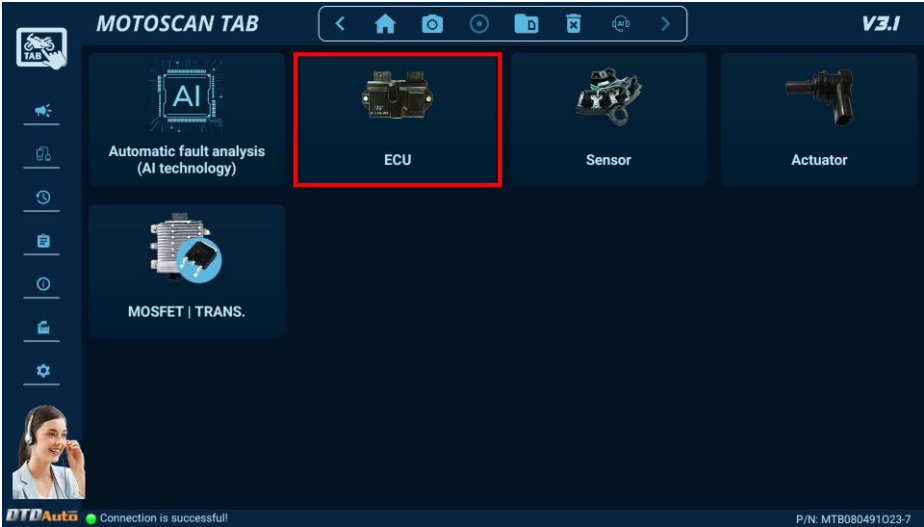 MOTOSCAN TAB
V3.1
TAB
AI
Automatic fault analysis
(AI technology)
ECU
Sensor
Actuator
MOSFET | TRANS.
DTDAuto
Connection is successful!
P/N: MTB080491O23-7